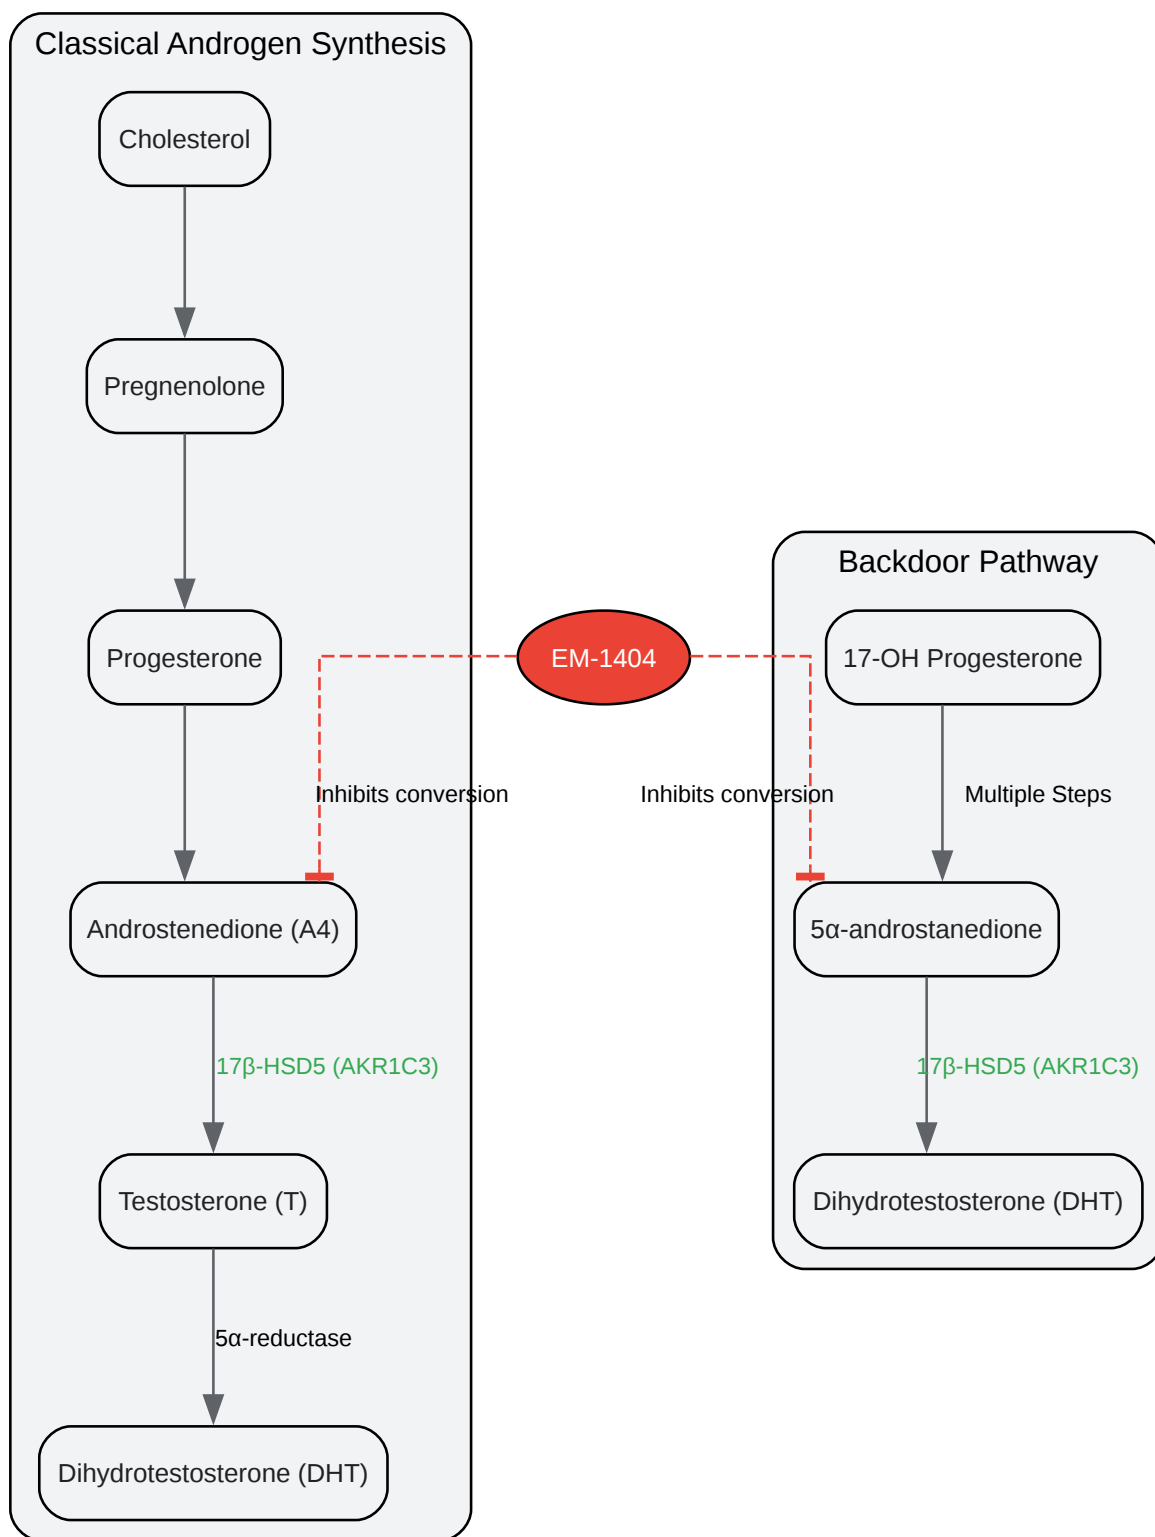 Classical Androgen Synthesis
Cholesterol
Pregnenolone
Backdoor Pathway
Progesterone
EM-1404
17-OH Progesterone
Inhibits conversion
Inhibits conversion
Multiple Steps
Androstenedione (A4)
5α-androstanedione
17β-HSD5 (AKR1C3)
17β-HSD5 (AKR1C3)
Testosterone (T)
Dihydrotestosterone (DHT)
5α-reductase
Dihydrotestosterone (DHT)